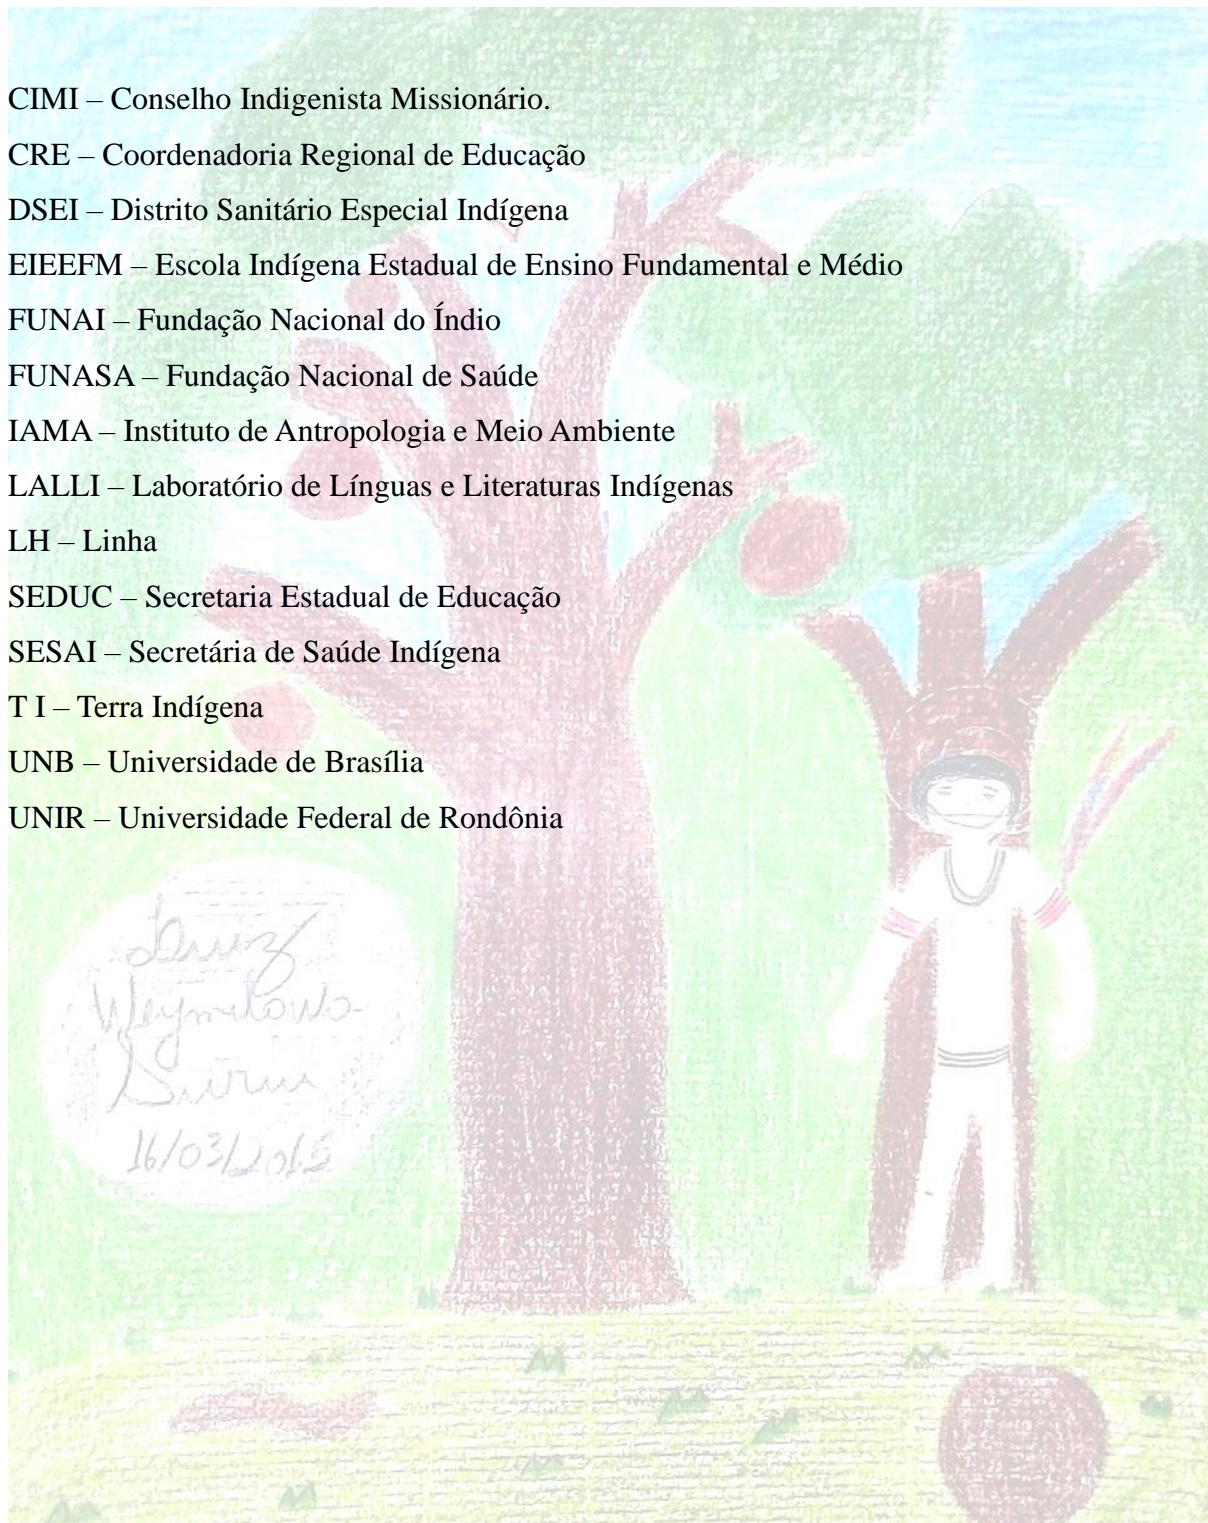 CIMI – Conselho Indigenista Missionário.
CRE – Coordenadoria Regional de Educação
DSEI – Distrito Sanitário Especial Indígena
EIEEFM – Escola Indígena Estadual de Ensino Fundamental e Médio
FUNAI – Fundação Nacional do Índio
FUNASA – Fundação Nacional de Saúde
IAMA – Instituto de Antropologia e Meio Ambiente
LALLI – Laboratório de Línguas e Literaturas Indígenas
LH – Linha
SEDUC – Secretaria Estadual de Educação
SESAI – Secretária de Saúde Indígena
T I – Terra Indígena
UNB – Universidade de Brasília
UNIR – Universidade Federal de Rondônia
Luiz
Suruí
16/03/2015